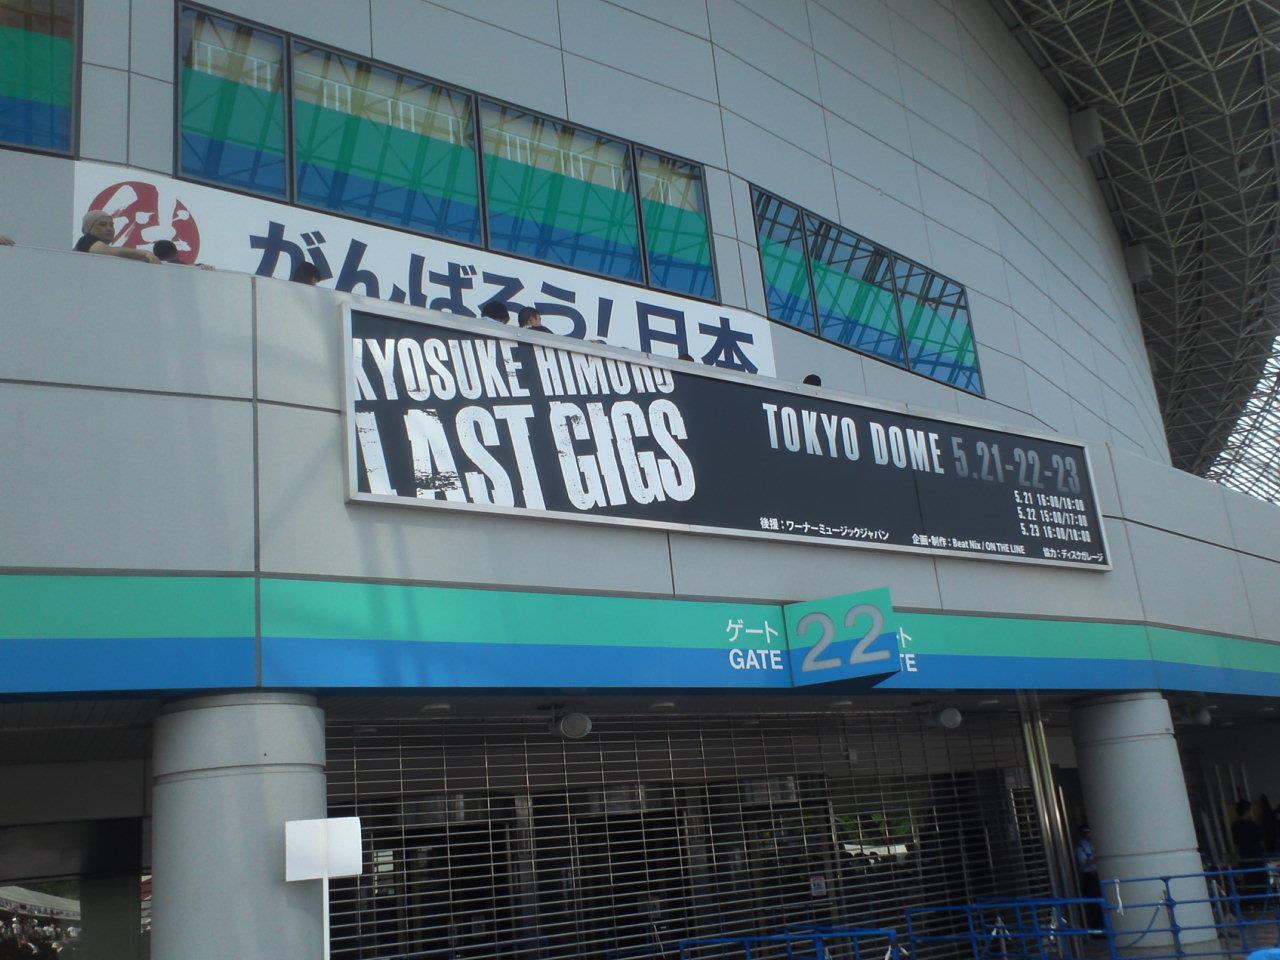 がんばろう!日本
KYOSUKE HIMURO
LAST GIGS
TOKYO DOME 5.21-22-23
5.21 16:00/18:00
5.22 15:00/17:00
5.23 16:00/18:00
後援：ワーナーミュージックジャパン
企画・制作：Beat Nix/ON THE LINE
協力：ディスクガレージ
ゲート
GATE
22
ト
TE